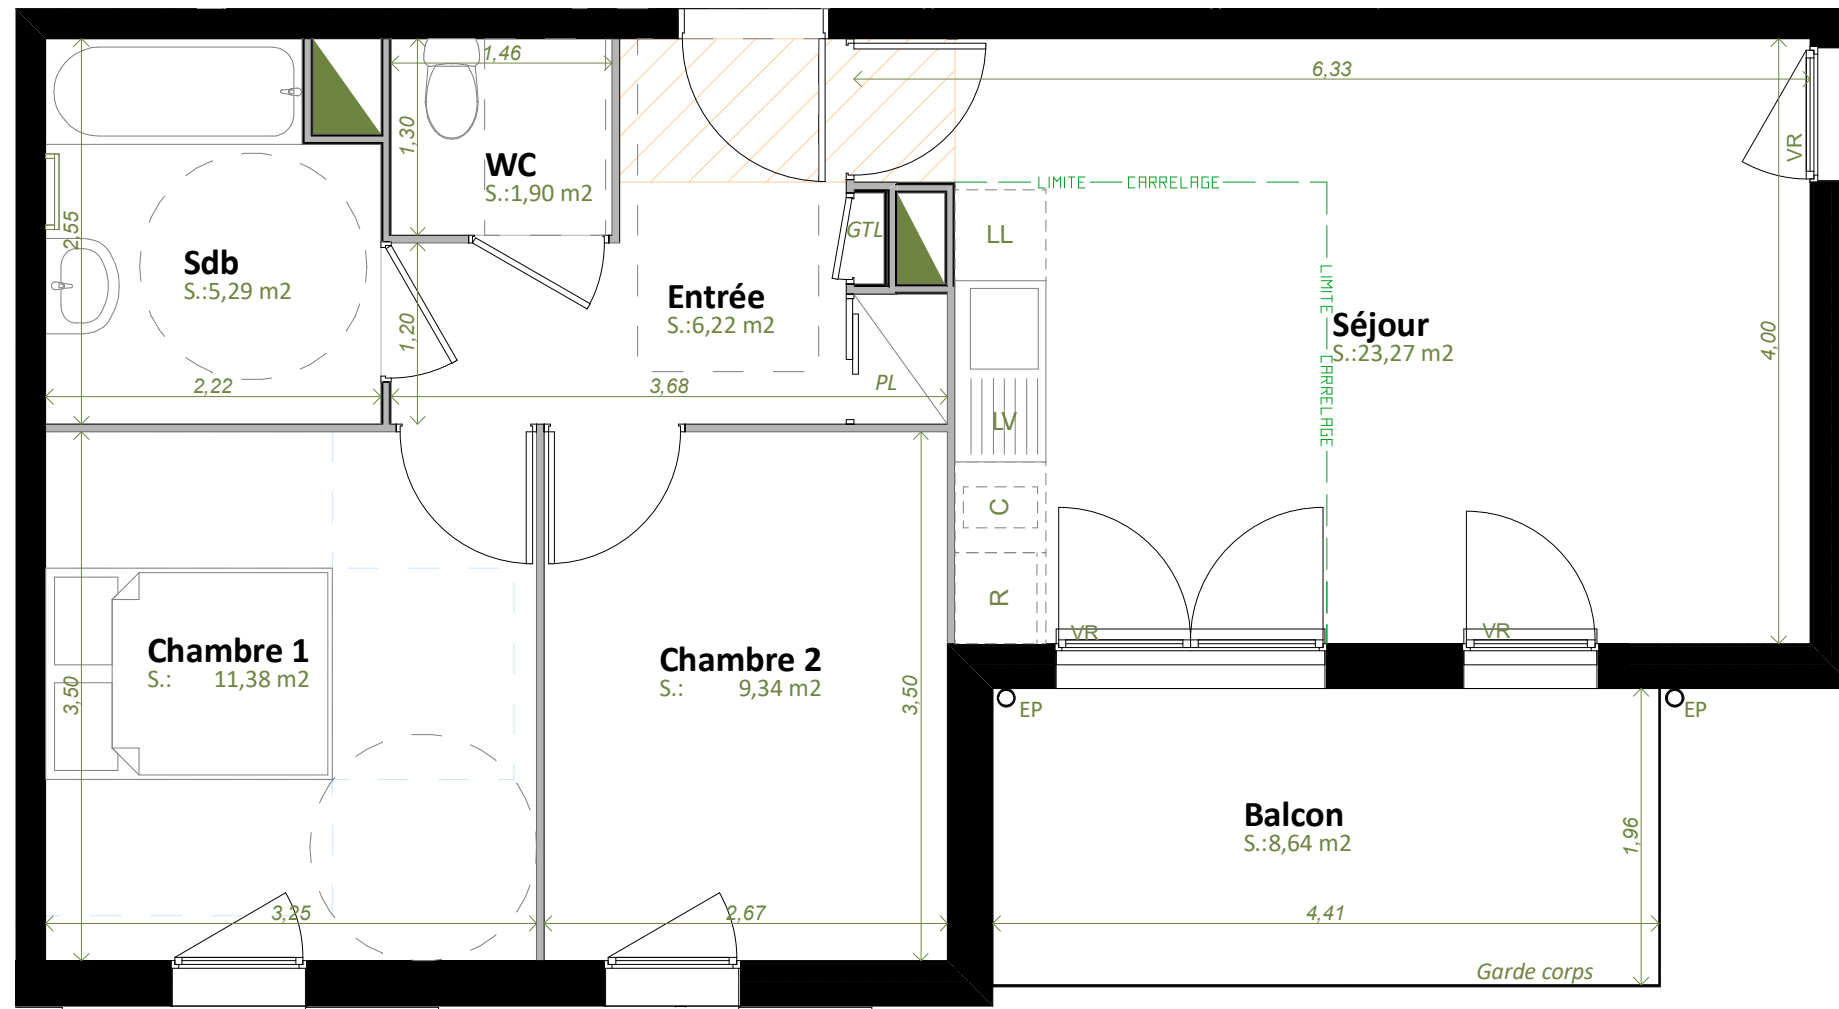 1,46
6,33
1,30
WC
S.:1,90 m2
VR
LIMITE CARRELAGE
2,55
GTL
LL
Sdb
S.:5,29 m2
Entrée
S.:6,22 m2
LIMITE CARRELAGE
Séjour
S.:23,27 m2
4,00
1,20
2,22
3,68
PL
LV
C
R
VR
VR
Chambre 1
S.: 11,38 m2
Chambre 2
S.: 9,34 m2
3,50
3,50
EP
EP
Balcon
S.:8,64 m2
1,96
3,25
2,67
4,41
Garde corps